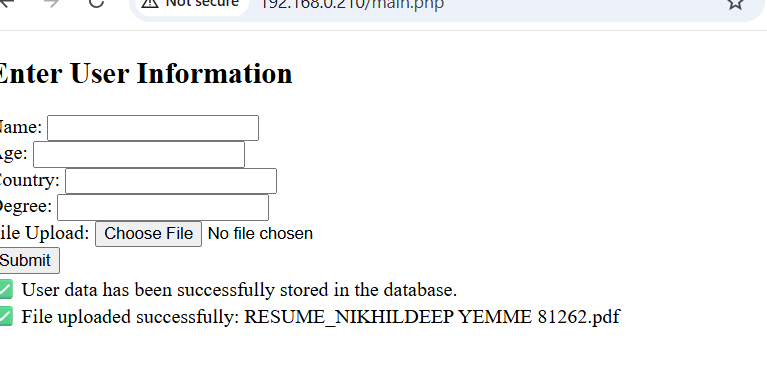 Not secure 192.168.0.210/main.php
Enter User Information
Name:
Age:
Country:
Degree:
File Upload: Choose File No file chosen
Submit
✅ User data has been successfully stored in the database.
✅ File uploaded successfully: RESUME_NIKHILDEEP YEMME 81262.pdf